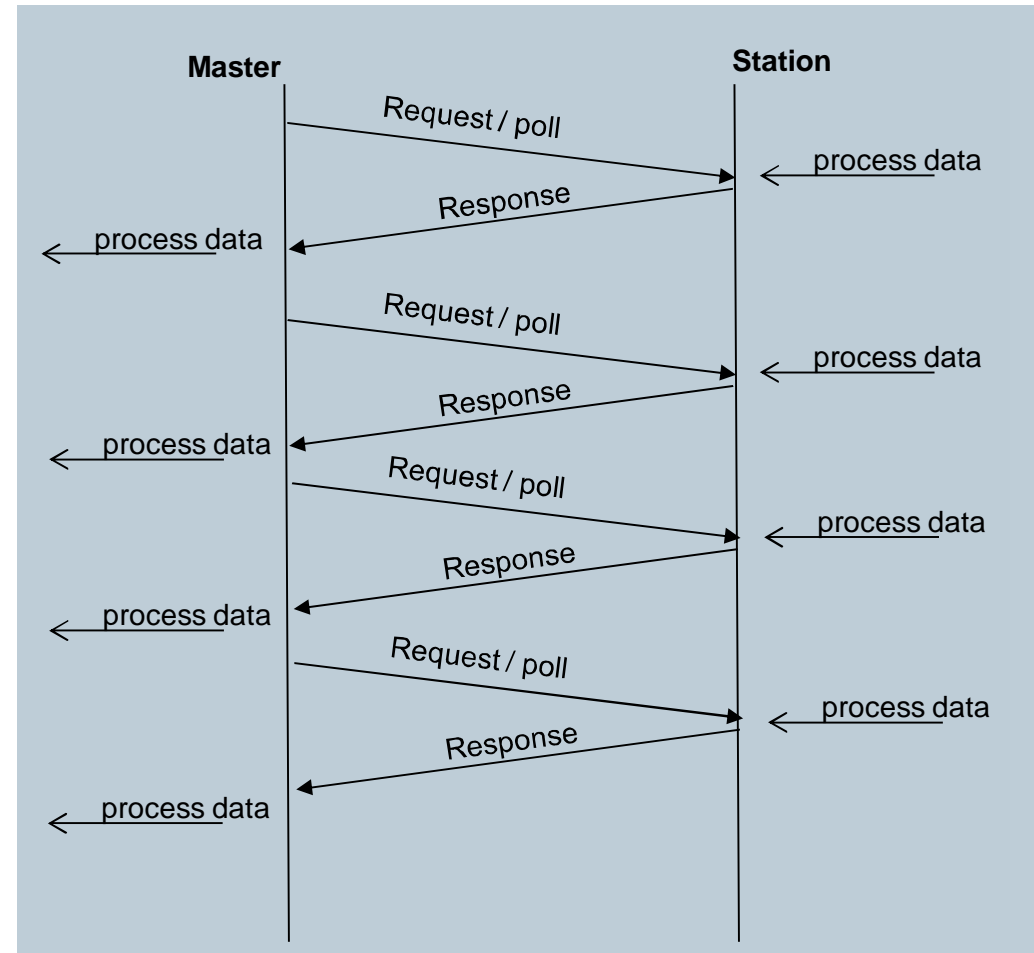 Master
Station
Request / poll
process data
Response
process data
Request / poll
process data
Response
process data
Request / poll
process data
Response
process data
Request / poll
process data
Response
process data